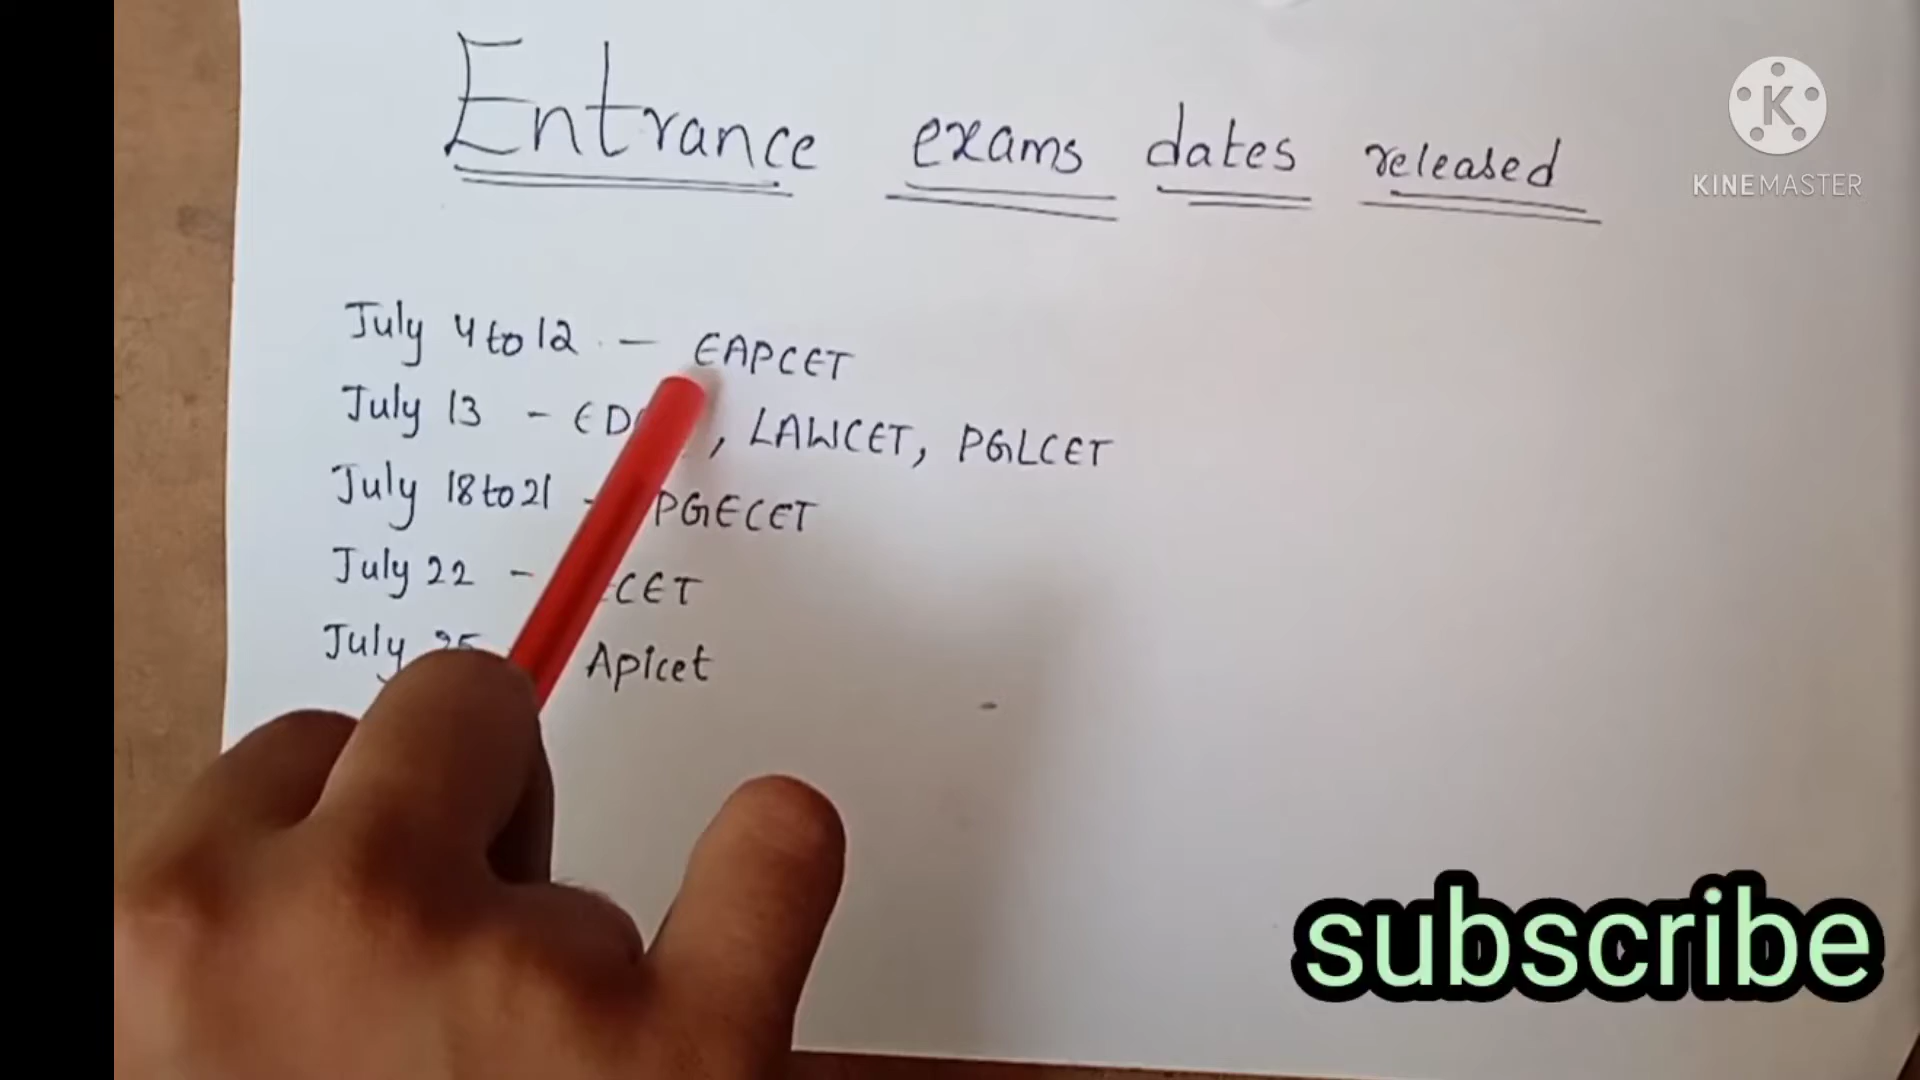 Entrance exams dates released
KINEMASTER
July 4 to 12 - EAPCET
July 13 - , LAWCET, PGLCET
July 18 to 21 - PGECET
July 22 -
July Apicet
subscribe